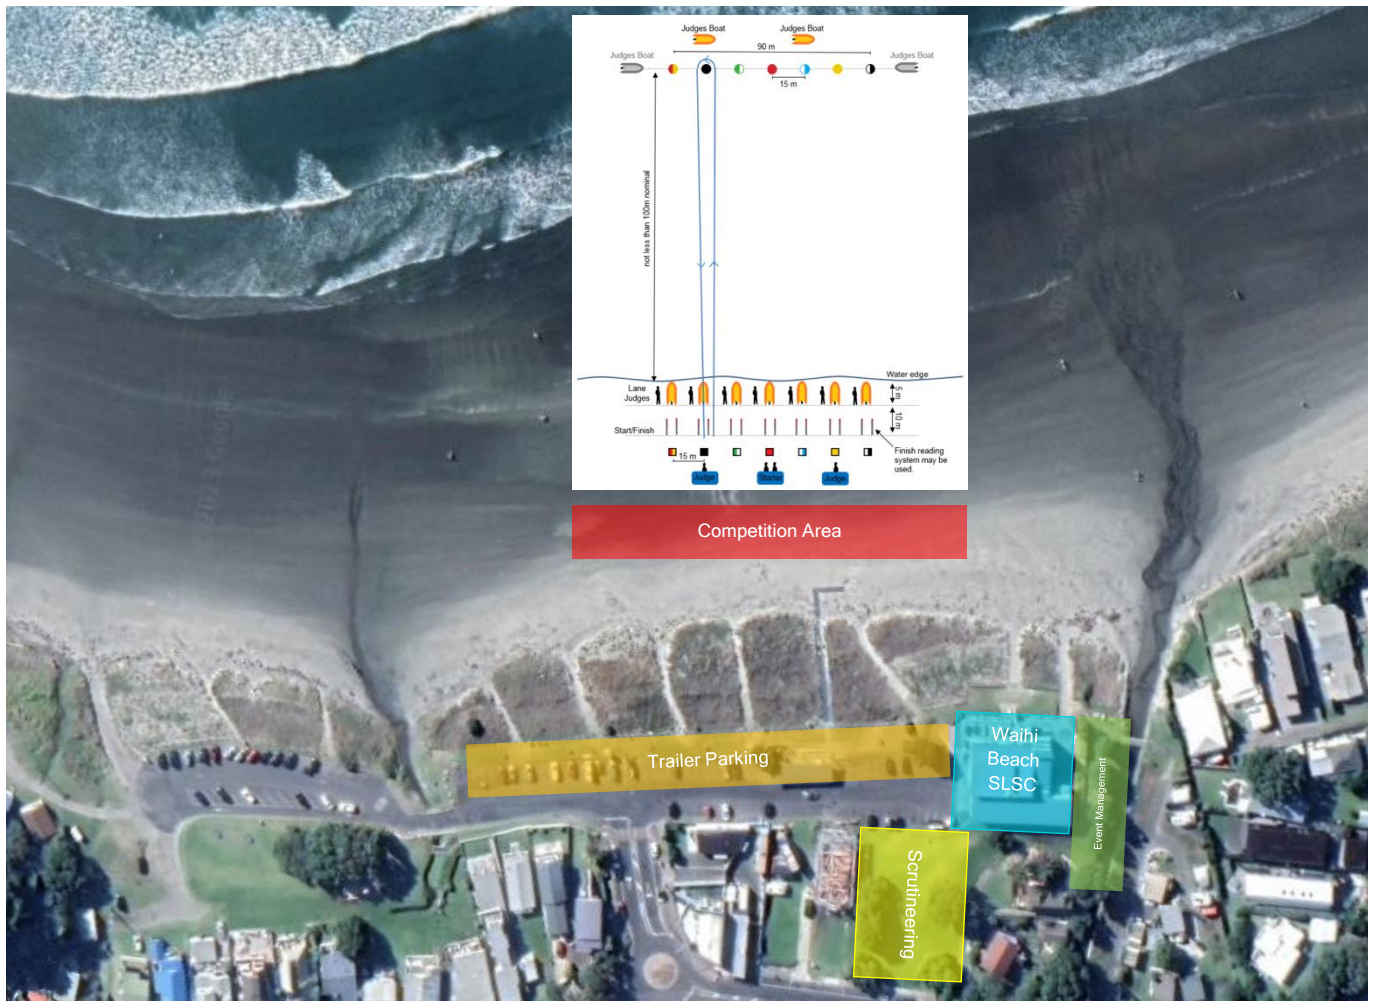 Judges Boat
Judges Boat
90 m
Judges Boat
Judges Boat
15 m
not less than 100m nominal
Water edge
Lane
Judges
5 m
10 m
Start/Finish
15 m
Finish reading
system may be
used.
Judge
Starter
Judge
Competition Area
Trailer Parking
Waihi
Beach
SLSC
Event Management
Scrutineering